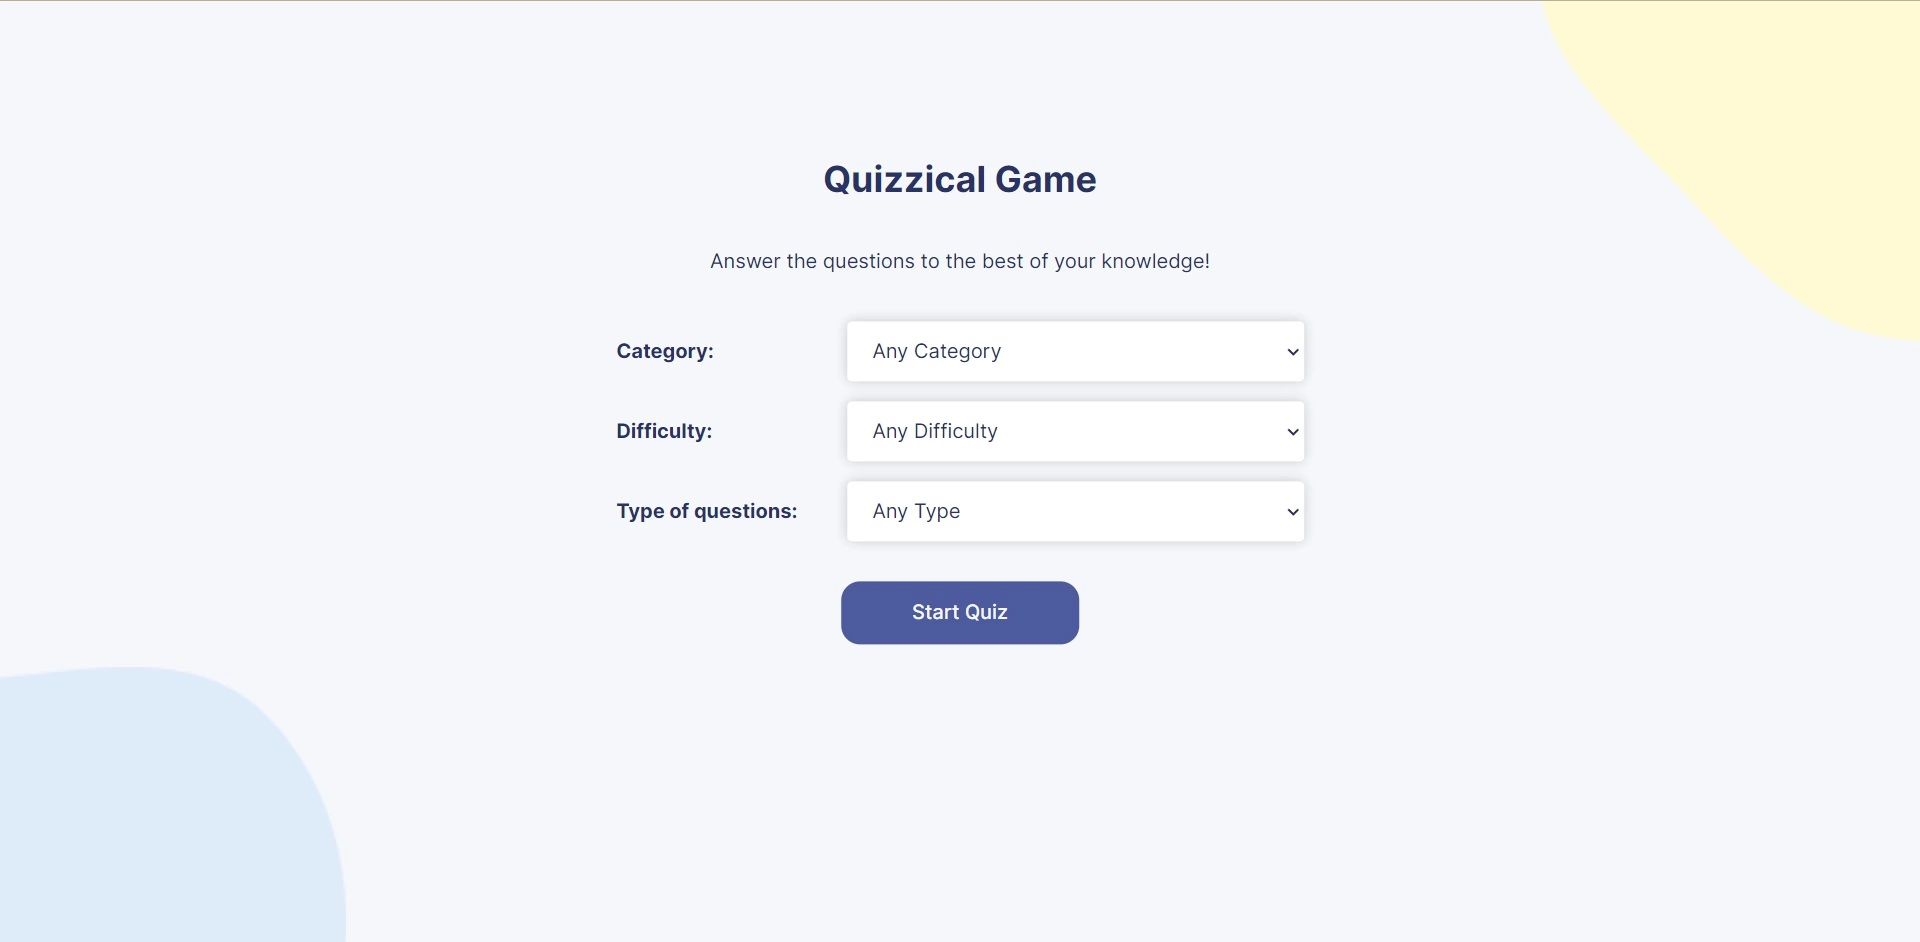 Quizzical Game
Answer the questions to the best of your knowledge!
Category: Any Category
Difficulty: Any Difficulty
Type of questions: Any Type
Start Quiz